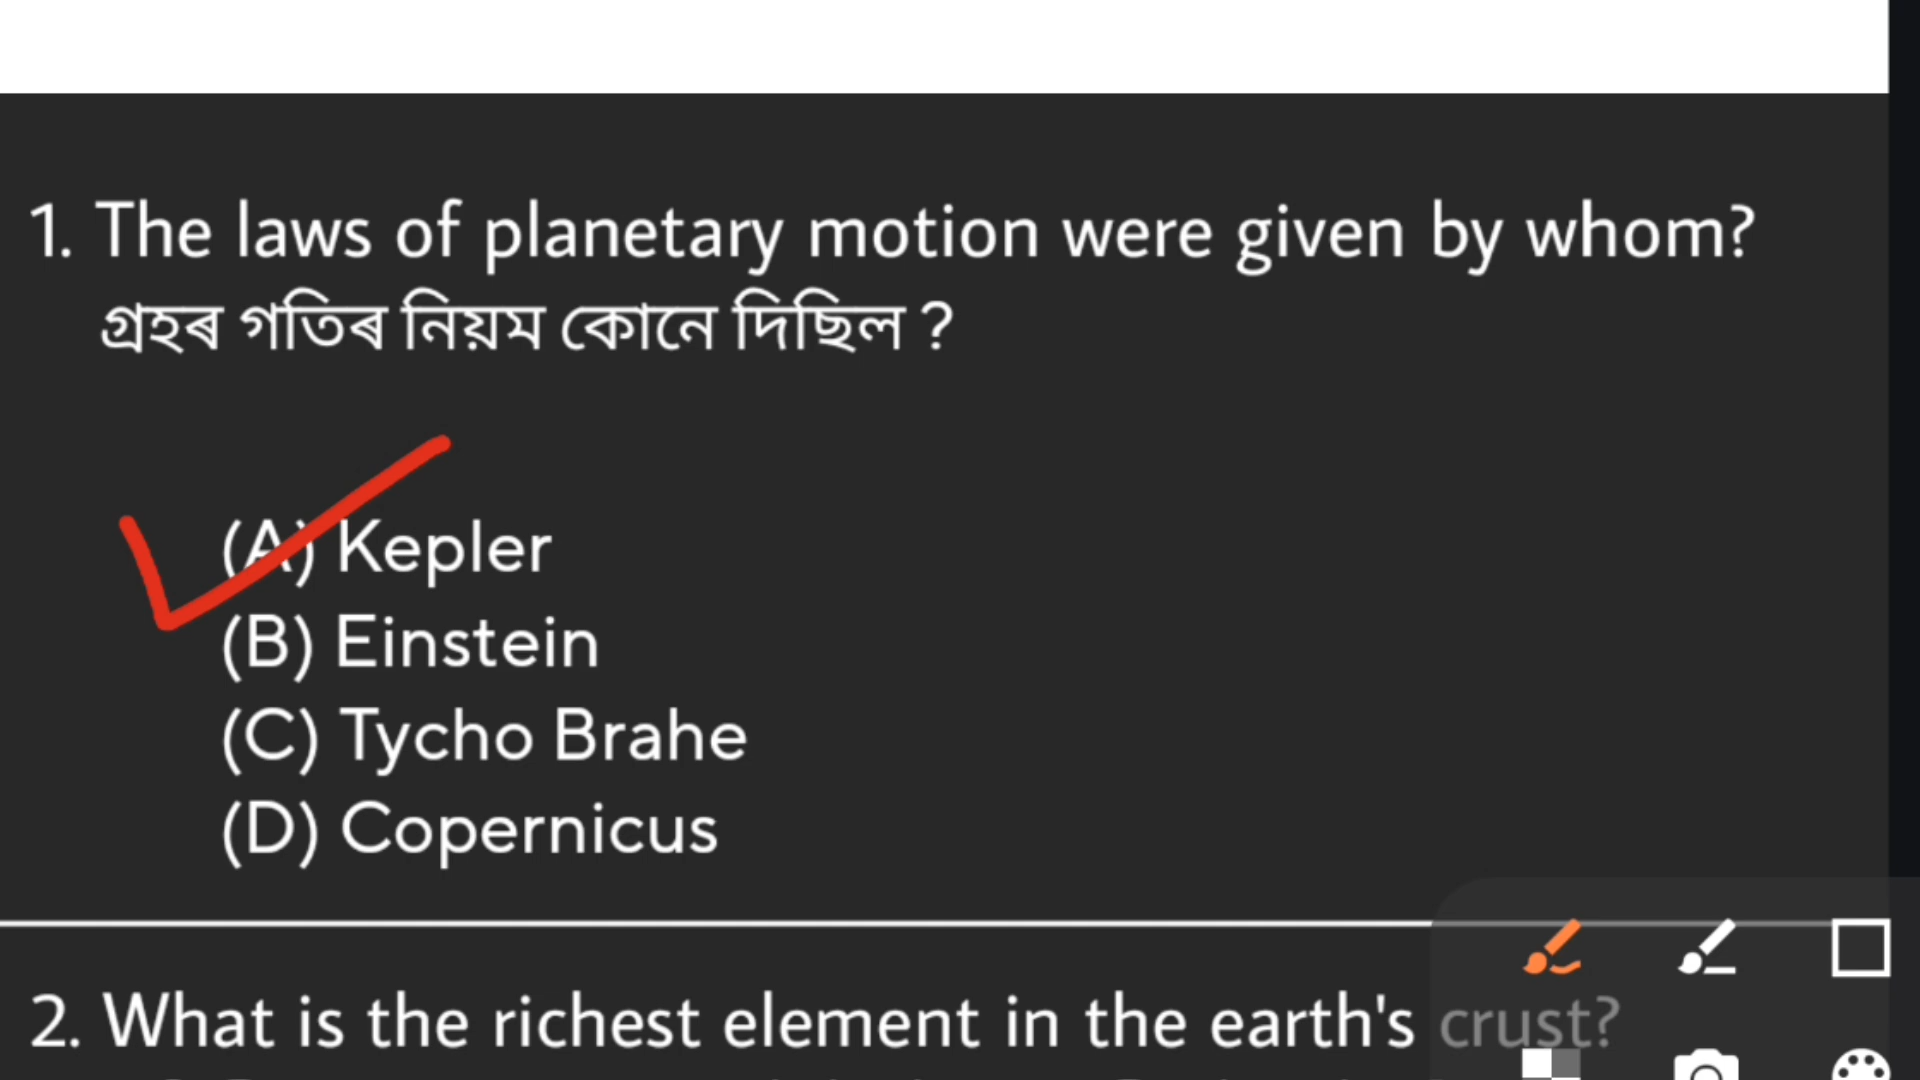 1. The laws of planetary motion were given by whom?
গ্ৰহৰ গতিৰ নিয়ম কোনে দিছিল ?
(A) Kepler
(B) Einstein
(C) Tycho Brahe
(D) Copernicus
2. What is the richest element in the earth's crust?